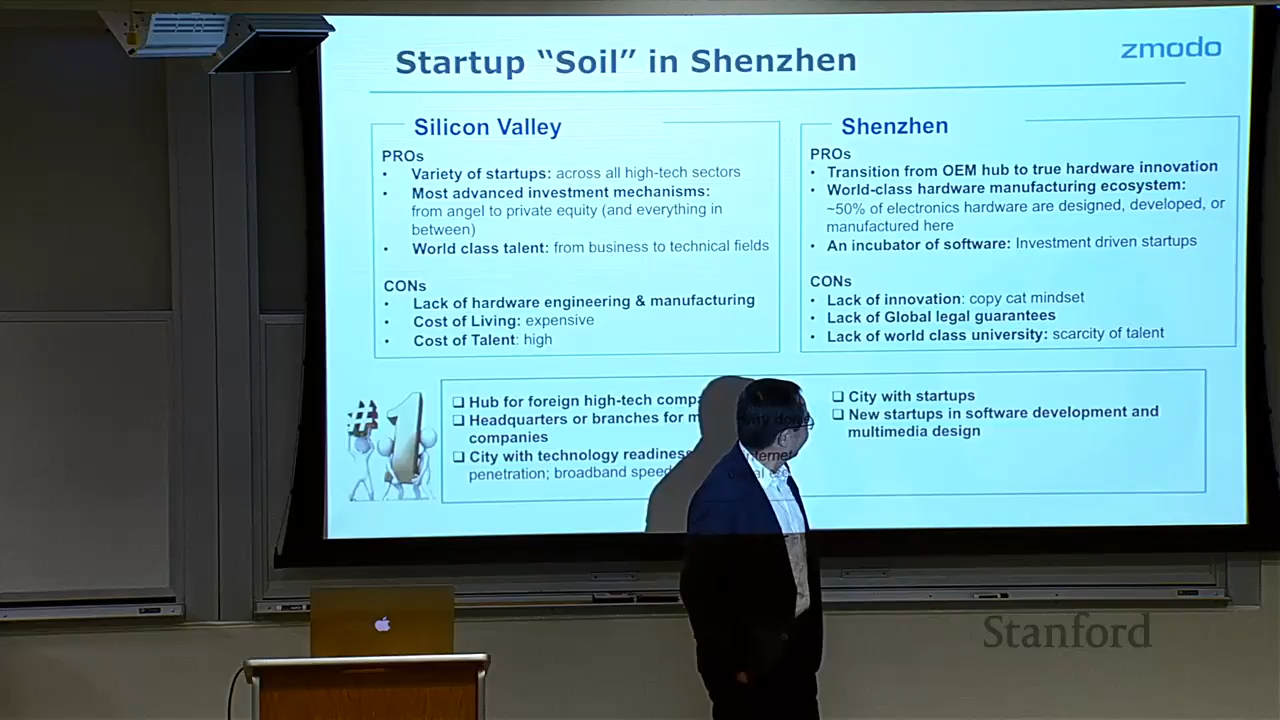 Startup “Soil” in Shenzhen
zmodo
Silicon Valley
PROs
• Variety of startups: across all high-tech sectors
• Most advanced investment mechanisms:
from angel to private equity (and everything in
between)
• World class talent: from business to technical fields
CONs
• Lack of hardware engineering & manufacturing
• Cost of Living: expensive
• Cost of Talent: high
Shenzhen
PROs
• Transition from OEM hub to true hardware innovation
• World-class hardware manufacturing ecosystem:
~50% of electronics hardware are designed, developed, or
manufactured here
• An incubator of software: Investment driven startups
CONs
• Lack of innovation: copy cat mindset
• Lack of Global legal guarantees
• Lack of world class university: scarcity of talent
#1
❑ Hub for foreign high-tech
❑ Headquarters or branches for
companies
❑ City with technology
penetration; broadband
❑ City with startups
❑ New startups in software development and
multimedia design
Stanford